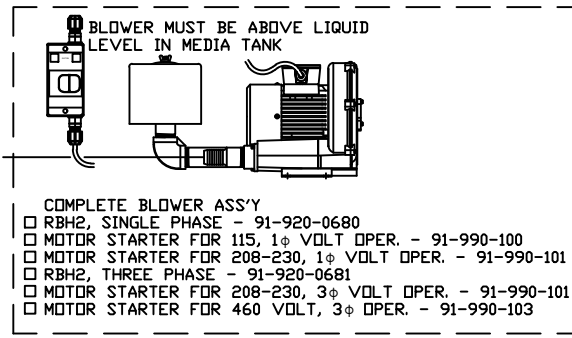 BLOWER MUST BE ABOVE LIQUID
LEVEL IN MEDIA TANK
COMPLETE BLOWER ASS'Y
□ RBH2, SINGLE PHASE - 91-920-0680
□ MOTOR STARTER FOR 115, 1ϕ VOLT OPER. - 91-990-100
□ MOTOR STARTER FOR 208-230, 1ϕ VOLT OPER. - 91-990-101
□ RBH2, THREE PHASE - 91-920-0681
□ MOTOR STARTER FOR 208-230, 3ϕ VOLT OPER. - 91-990-101
□ MOTOR STARTER FOR 460 VOLT, 3ϕ OPER. - 91-990-103